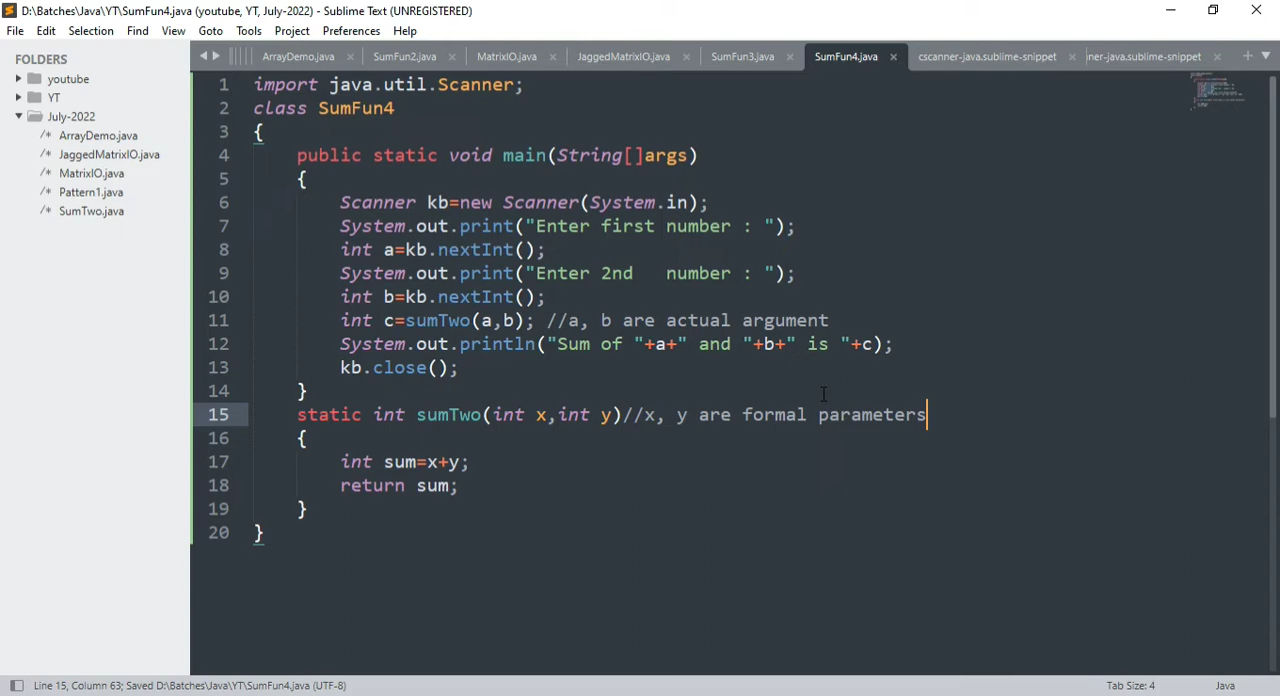 D:\Batches\Java\YT\SumFun4.java (youtube, YT, July-2022) - Sublime Text (UNREGISTERED)
File Edit Selection Find View Goto Tools Project Preferences Help
FOLDERS
youtube
YT
July-2022
/* ArrayDemo.java
/* JaggedMatrixIO.java
/* MatrixIO.java
/* Pattern1.java
/* SumTwo.java
ArrayDemo.java SumFun2.java MatrixIO.java JaggedMatrixIO.java SumFun3.java SumFun4.java cscanner-java.sublime-snippet ner-java.sublime-snippet
1 import java.util.Scanner;
2 class SumFun4
3 {
4 public static void main(String[]args)
5 {
6 Scanner kb=new Scanner(System.in);
7 System.out.print("Enter first number : ");
8 int a=kb.nextInt();
9 System.out.print("Enter 2nd   number : ");
10 int b=kb.nextInt();
11 int c=sumTwo(a,b); //a, b are actual argument
12 System.out.println("Sum of "+a+" and "+b+" is "+c);
13 kb.close();
14 }
15 static int sumTwo(int x,int y)//x, y are formal parameters
16 {
17 int sum=x+y;
18 return sum;
19 }
20 }
Line 15, Column 63; Saved D:\Batches\Java\YT\SumFun4.java (UTF-8) Tab Size: 4 Java